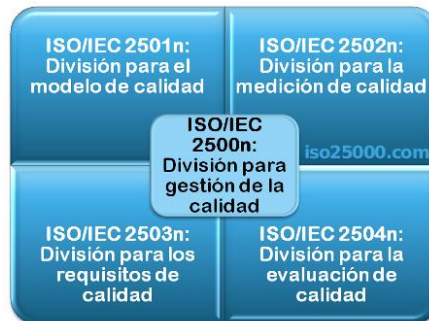 ISO/IEC 2501n:
División para el
modelo de calidad
ISO/IEC 2502n:
División para la
medición de calidad
ISO/IEC
2500n:
División para
gestión de la
calidad
iso25000.com
ISO/IEC 2503n:
División para los
requisitos de
calidad
ISO/IEC 2504n:
División para la
evaluación de
calidad